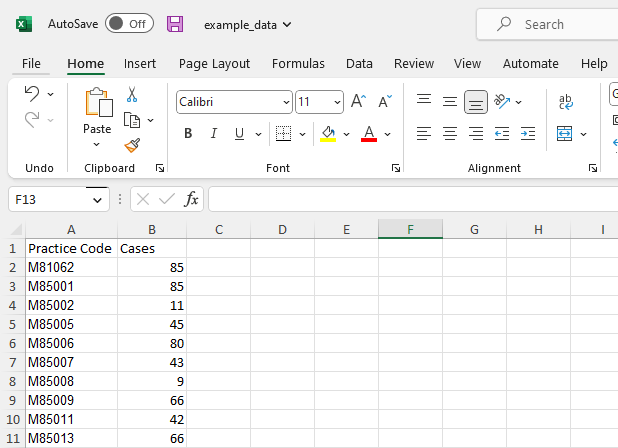 AutoSave Off example_data Search
File Home Insert Page Layout Formulas Data Review View Automate Help
Calibri 11 A A ab
Paste B I U A
Undo Clipboard Font Alignment
F13 fx
A B C D E F G H I
1 Practice Code Cases
2 M81062 85
3 M85001 85
4 M85002 11
5 M85005 45
6 M85006 80
7 M85007 43
8 M85008 9
9 M85009 66
10 M85011 42
11 M85013 66